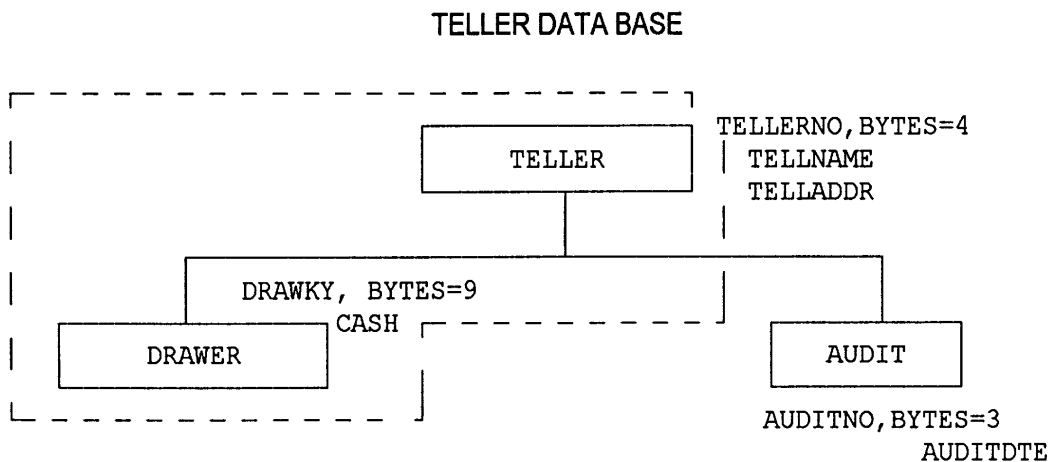 TELLER DATA BASE
TELLER
TELLERNO,BYTES=4
TELLNAME
TELLADDR
DRAWKY, BYTES=9
CASH
DRAWER
AUDIT
AUDITNO,BYTES=3
AUDITDTE